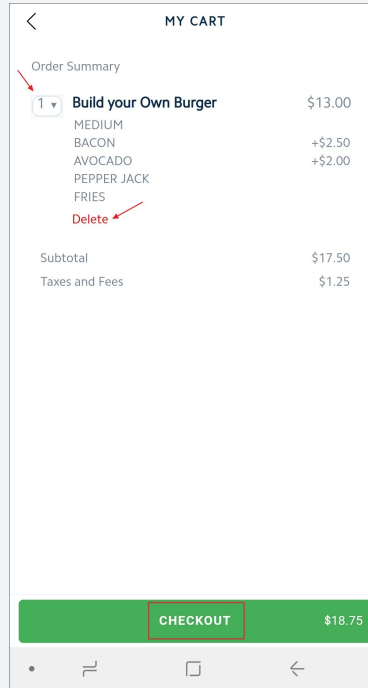 MY CART
Order Summary
1 Build your Own Burger $13.00
MEDIUM
BACON +$2.50
AVOCADO +$2.00
PEPPER JACK
FRIES
Delete
Subtotal $17.50
Taxes and Fees $1.25
CHECKOUT $18.75